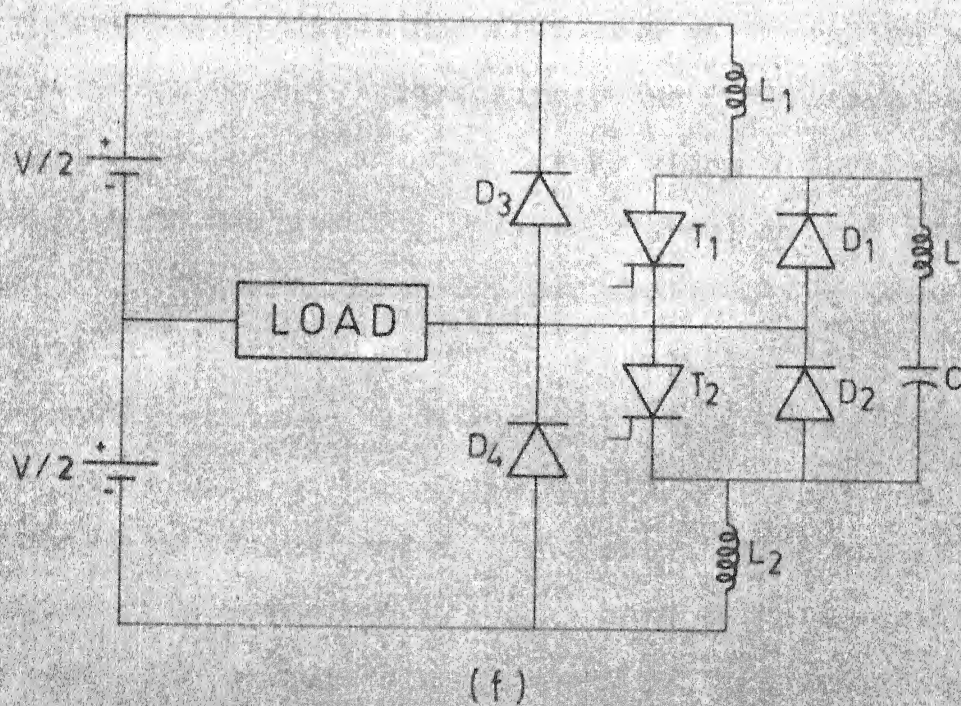 L1
V/2
+
-
D3
T1
D1
L
LOAD
T2
D2
C
D4
V/2
+
-
L2
(f)